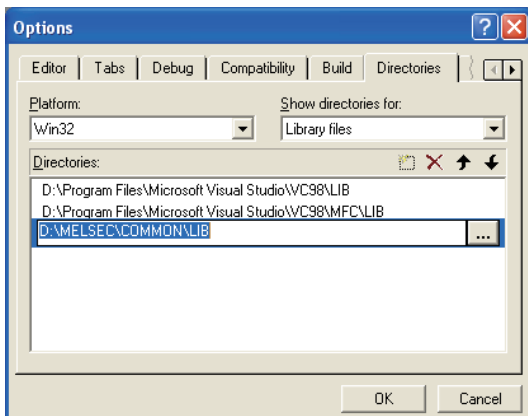 Options
Editor Tabs Debug Compatibility Build Directories
Platform: Show directories for:
Win32 Library files
Directories:
D:\Program Files\Microsoft Visual Studio\VC98\LIB
D:\Program Files\Microsoft Visual Studio\VC98\MFC\LIB
D:\MELSEC\COMMON\LIB ...
OK Cancel